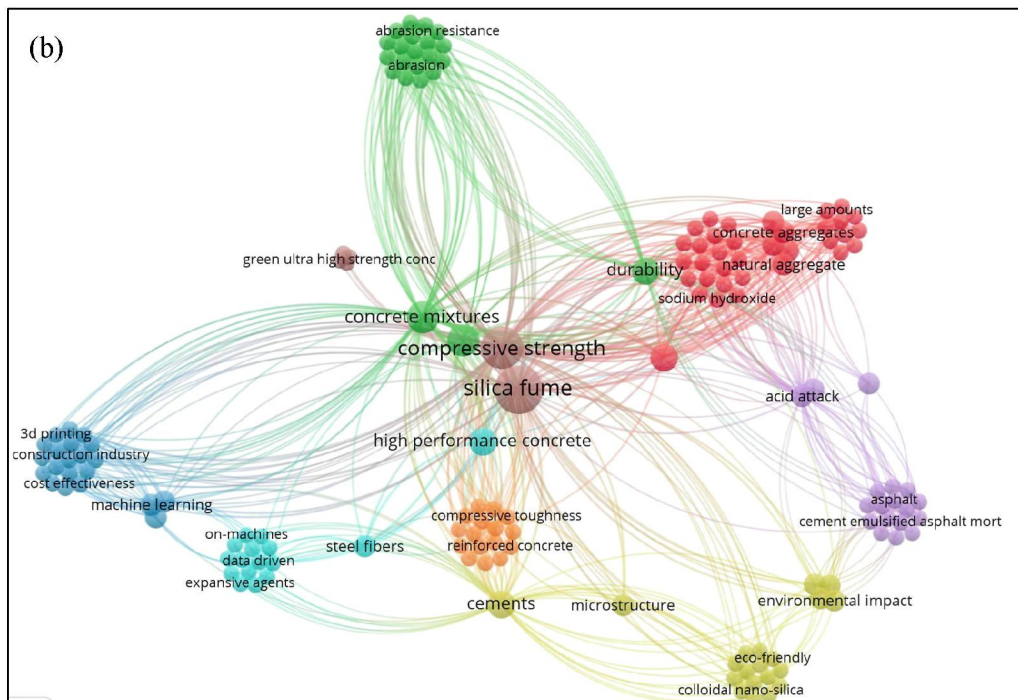 (b)
abrasion resistance
abrasion
large amounts
concrete aggregates
green ultra high strength conc
durability
natural aggregate
sodium hydroxide
concrete mixtures
compressive strength
silica fume
acid attack
3d printing
high performance concrete
construction industry
cost effectiveness
machine learning
asphalt
compressive toughness
cement emulsified asphalt mort
on-machines
steel fibers
reinforced concrete
data driven
expansive agents
cements
microstructure
environmental impact
eco-friendly
colloidal nano-silica